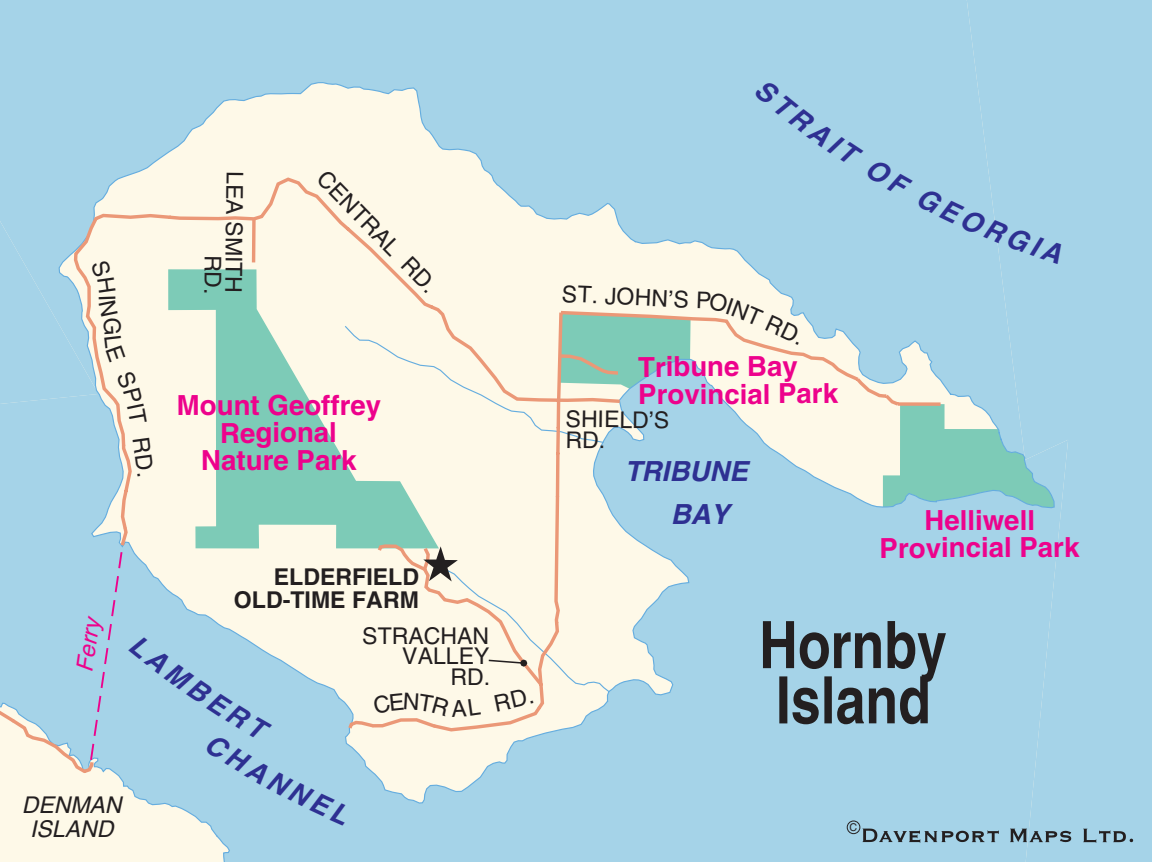 STRAIT OF GEORGIA
LEA SMITH
RD.
CENTRAL RD.
SHINGLE SPIT RD.
ST. JOHN'S POINT RD.
Tribune Bay
Provincial Park
Mount Geoffrey
Regional
Nature Park
SHIELD'S
RD.
TRIBUNE
BAY
Helliwell
Provincial Park
ELDERFIELD
OLD-TIME FARM
STRACHAN
VALLEY
RD.
CENTRAL RD.
Ferry
LAMBERT
CHANNEL
Hornby
Island
DENMAN
ISLAND
©DAVENPORT MAPS LTD.